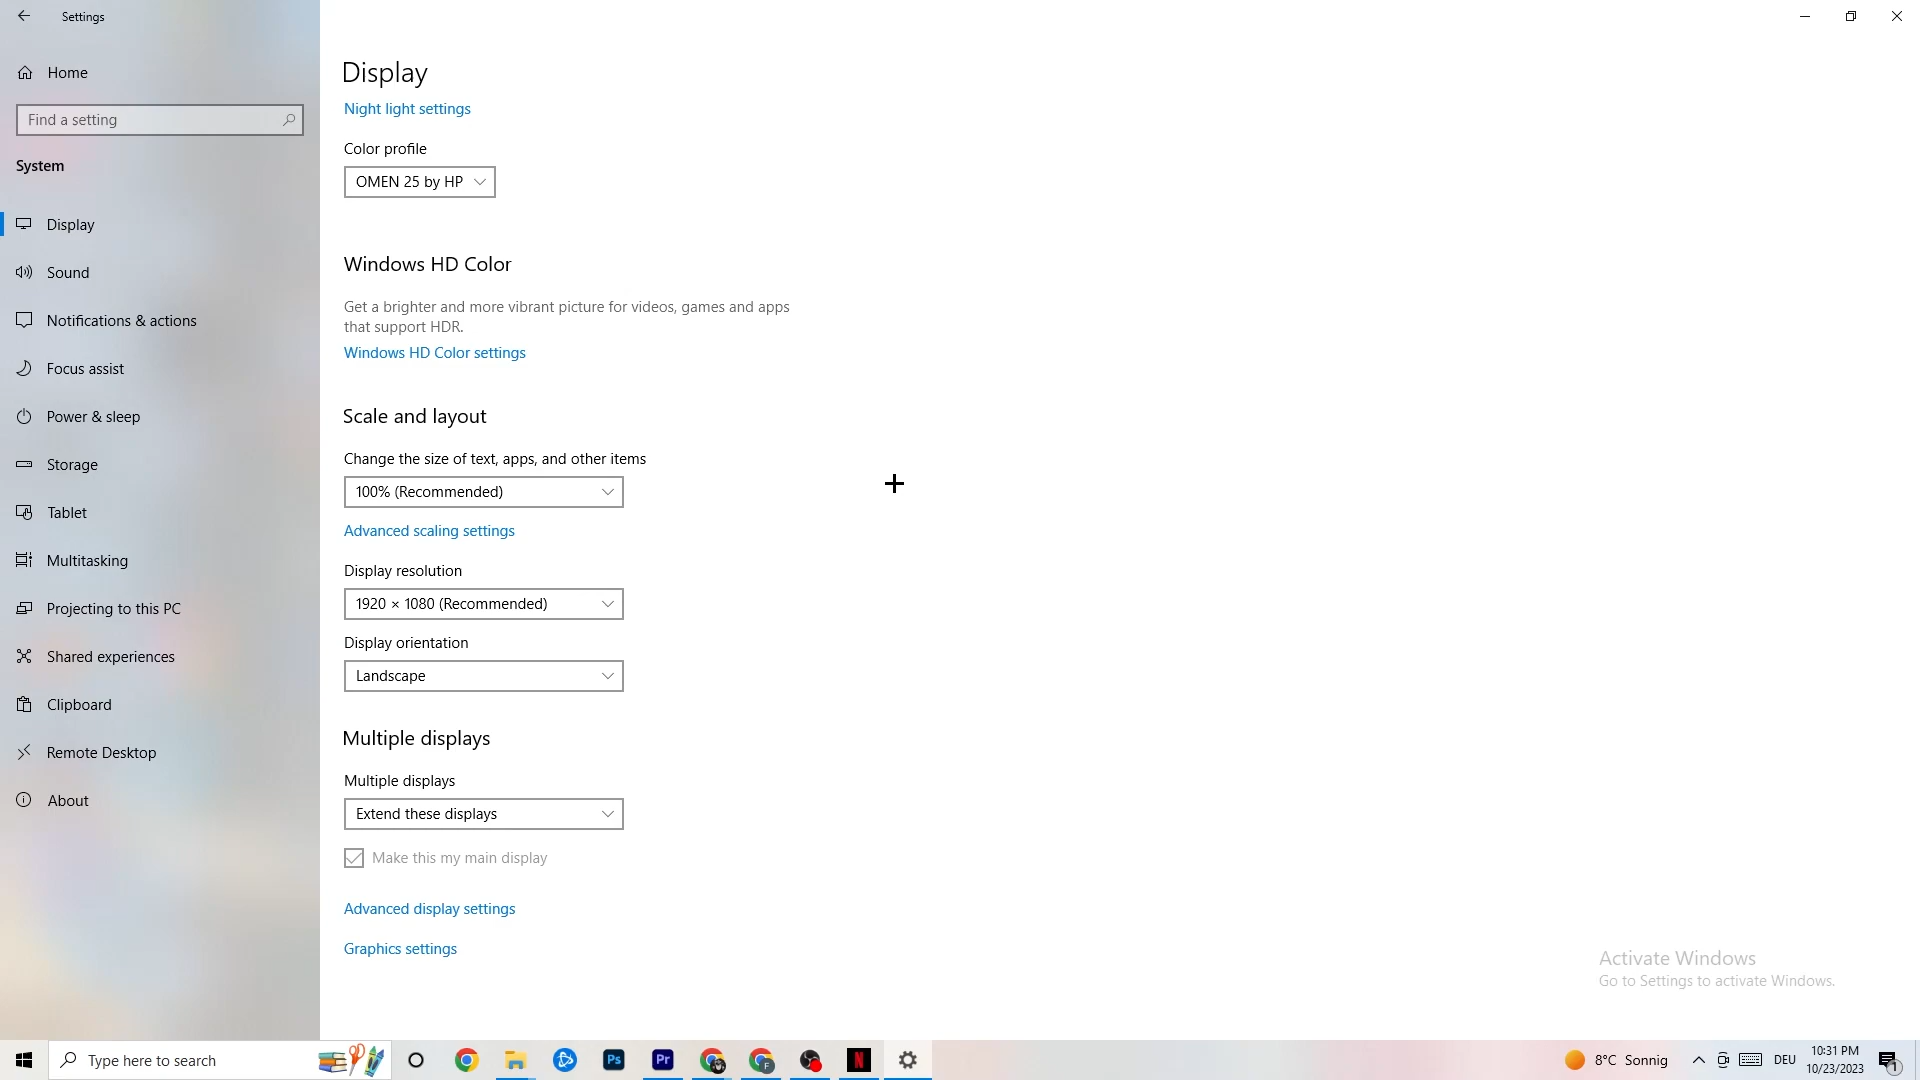 Settings
Home
Find a setting
System
Display
Sound
Notifications & actions
Focus assist
Power & sleep
Storage
Tablet
Multitasking
Projecting to this PC
Shared experiences
Clipboard
Remote Desktop
About
Display
Night light settings
Color profile
OMEN 25 by HP
Windows HD Color
Get a brighter and more vibrant picture for videos, games and apps
that support HDR.
Windows HD Color settings
Scale and layout
Change the size of text, apps, and other items
100% (Recommended)
Advanced scaling settings
Display resolution
1920 × 1080 (Recommended)
Display orientation
Landscape
Multiple displays
Multiple displays
Extend these displays
Make this my main display
Advanced display settings
Graphics settings
Activate Windows
Go to Settings to activate Windows.
Type here to search
Ps
Pr
F
N
8°C Sonnig
DEU
10:31 PM
10/23/2023
1